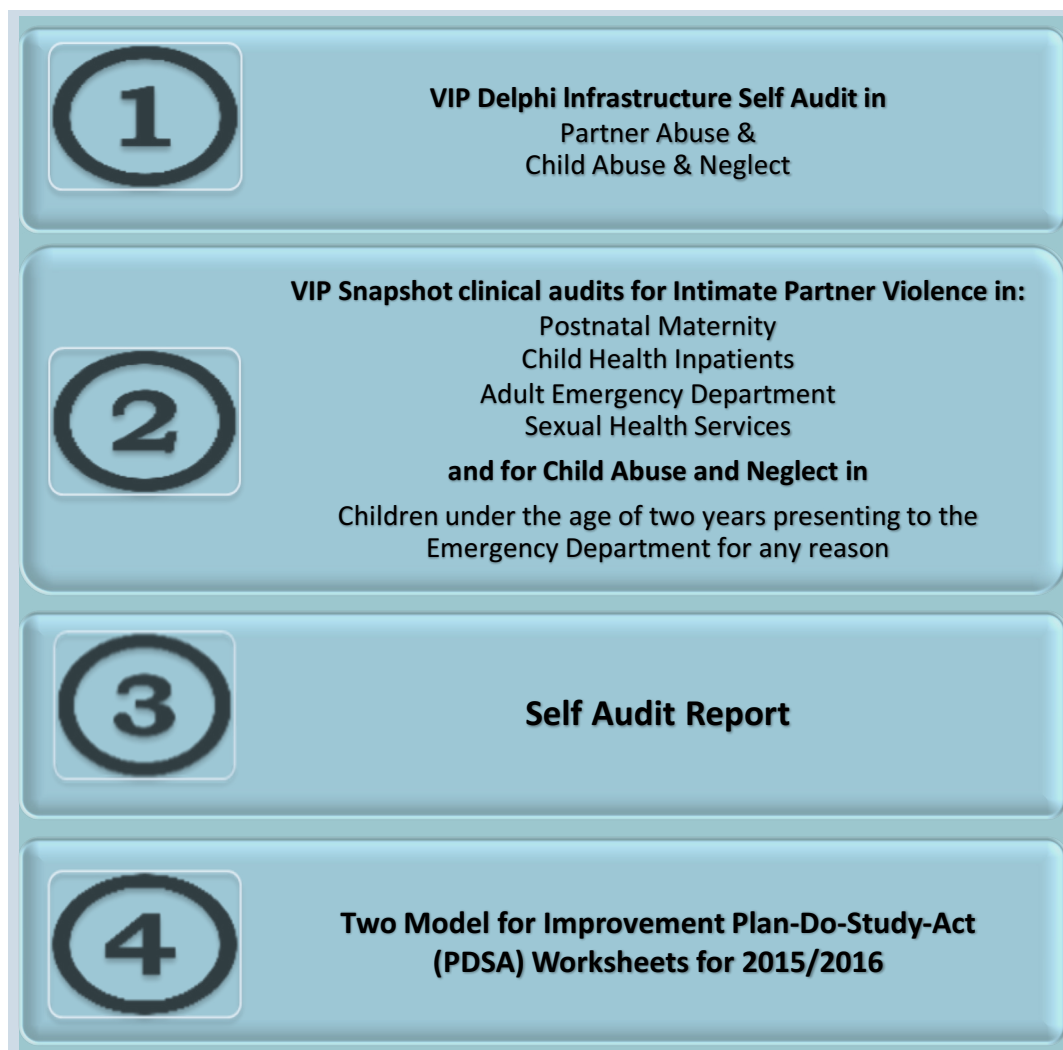 1
VIP Delphi lnfrastructure Self Audit in
Partner Abuse &
Child Abuse & Neglect
2
VIP Snapshot clinical audits for Intimate Partner Violence in:
Postnatal Maternity
Child Health Inpatients
Adult Emergency Department
Sexual Health Services
and for Child Abuse and Neglect in
Children under the age of two years presenting to the
Emergency Department for any reason
3
Self Audit Report
4
Two Model for Improvement Plan-Do-Study-Act
(PDSA) Worksheets for 2015/2016